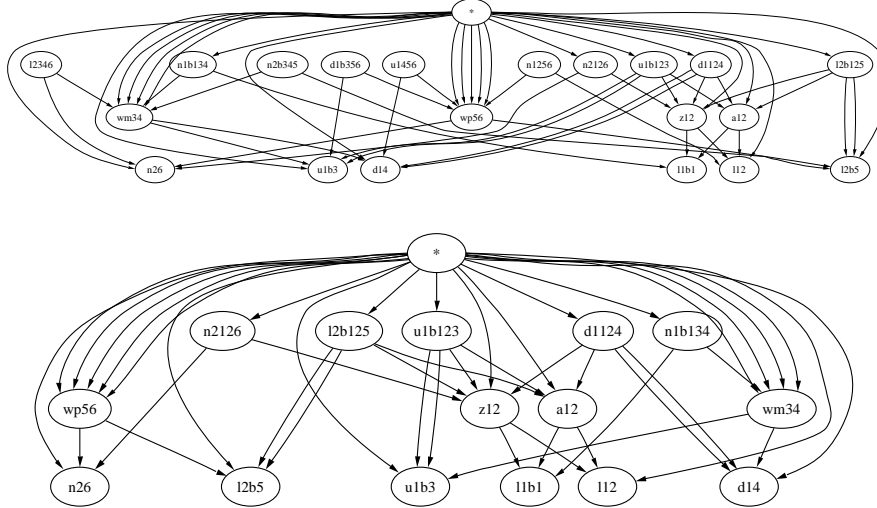 *
l2346 n1b134 n2b345 d1b356 u1456 n1256 n2126 u1b123 d1124 l2b125
wm34 wp56 z12 a12
n26 u1b3 d14 l1b1 l12 l2b5
*
n2126 l2b125 u1b123 d1124 n1b134
wp56 z12 a12 wm34
n26 l2b5 u1b3 l1b1 l12 d14